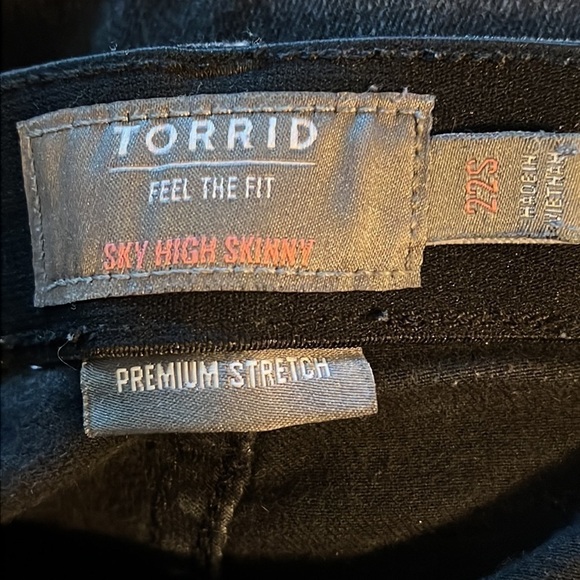 TORRID
FEEL THE FIT
SKY HIGH SKINNY
22S
MADE IN
VIETNAM
PREMIUM STRETCH